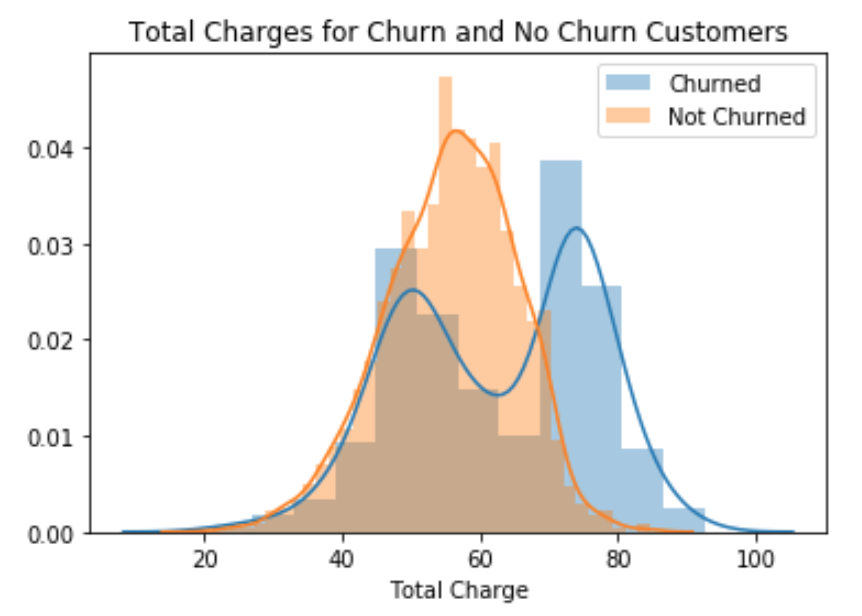 Total Charges for Churn and No Churn Customers
Churned
Not Churned
0.04
0.03
0.02
0.01
0.00
20 40 60 80 100
Total Charge